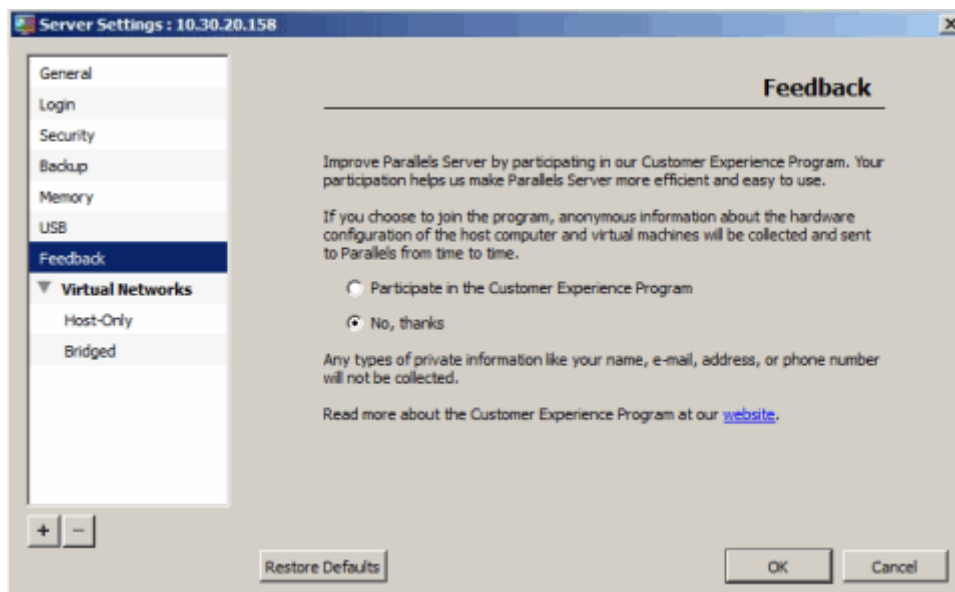 Server Settings : 10.30.20.158
General
Login
Security
Backup
Memory
USB
Feedback
Virtual Networks
Host-Only
Bridged
Feedback
Improve Parallels Server by participating in our Customer Experience Program. Your
participation helps us make Parallels Server more efficient and easy to use.
If you choose to join the program, anonymous information about the hardware
configuration of the host computer and virtual machines will be collected and sent
to Parallels from time to time.
Participate in the Customer Experience Program
No, thanks
Any types of private information like your name, e-mail, address, or phone number
will not be collected.
Read more about the Customer Experience Program at our website.
Restore Defaults
OK
Cancel